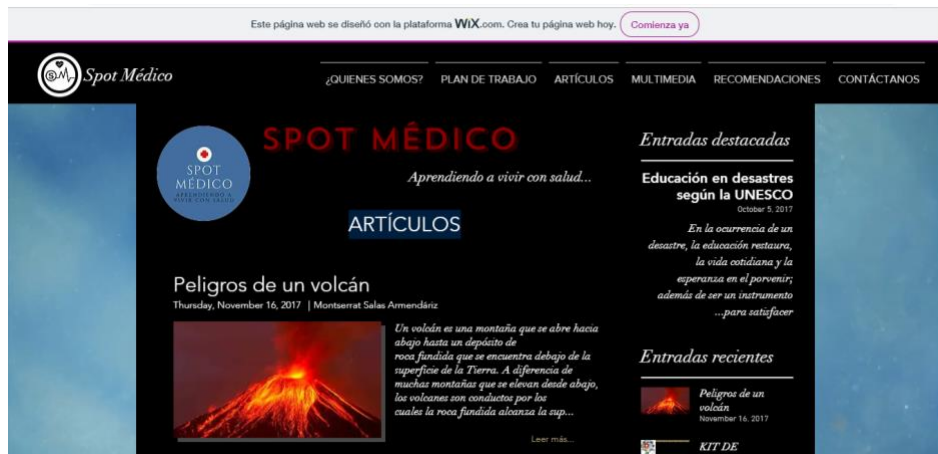 Este página web se diseñó con la plataforma WiX.com. Crea tu página web hoy. Comienza ya
Spot Médico
¿QUIENES SOMOS? PLAN DE TRABAJO ARTÍCULOS MULTIMEDIA RECOMENDACIONES CONTÁCTANOS
SPOT MÉDICO
APRENDIENDO A VIVIR CON SALUD
SPOT MÉDICO
Aprendiendo a vivir con salud...
ARTÍCULOS
Peligros de un volcán
Thursday, November 16, 2017 | Montserrat Salas Armendáriz
Un volcán es una montaña que se abre hacia
abajo hasta un depósito de
roca fundida que se encuentra debajo de la
superficie de la Tierra. A diferencia de
muchas montañas que se elevan desde abajo,
los volcanes son conductos por los
cuales la roca fundida alcanza la sup...
Leer más...
Entradas destacadas
Educación en desastres
según la UNESCO
October 5, 2017
En la ocurrencia de un
desastre, la educación restaura,
la vida cotidiana y la
esperanza en el porvenir;
además de ser un instrumento
...para satisfacer
Entradas recientes
Peligros de un
volcán
November 16, 2017
KIT DE